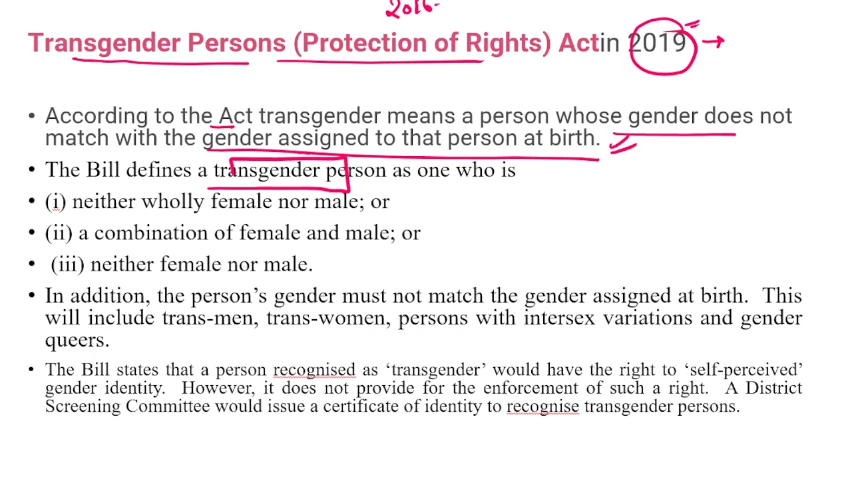 2016-
Transgender Persons (Protection of Rights) Actin 2019
• According to the Act transgender means a person whose gender does not
match with the gender assigned to that person at birth.
• The Bill defines a transgender person as one who is
• (i) neither wholly female nor male; or
• (ii) a combination of female and male; or
• (iii) neither female nor male.
• In addition, the person's gender must not match the gender assigned at birth. This
will include trans-men, trans-women, persons with intersex variations and gender
queers.
• The Bill states that a person recognised as ‘transgender’ would have the right to ‘self-perceived’
gender identity. However, it does not provide for the enforcement of such a right. A District
Screening Committee would issue a certificate of identity to recognise transgender persons.